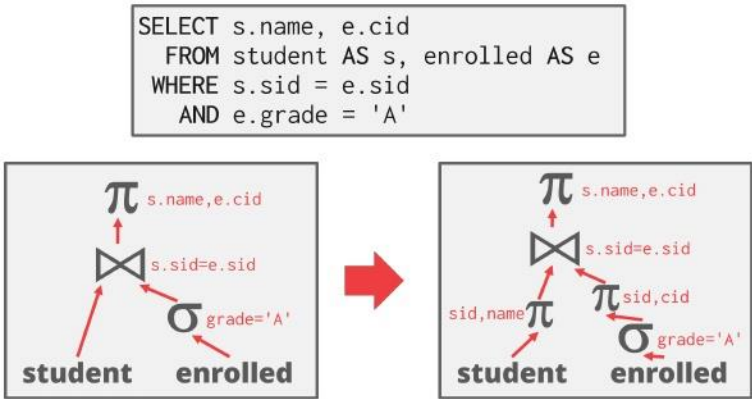 SELECT s.name, e.cid
FROM student AS s, enrolled AS e
WHERE s.sid = e.sid
AND e.grade = 'A'
π s.name,e.cid
⋈ s.sid=e.sid
σ grade='A'
student enrolled
π s.name,e.cid
⋈ s.sid=e.sid
sid,name π π sid,cid
σ grade='A'
student enrolled